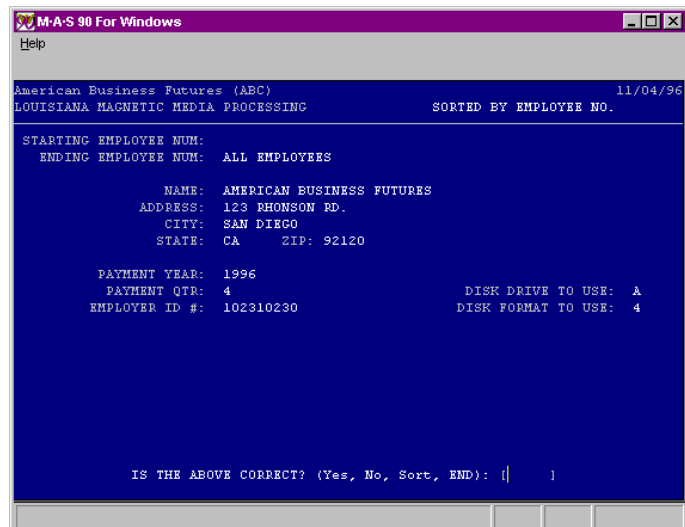 M·A·S 90 For Windows
Help
American Business Futures (ABC) 11/04/96
LOUISIANA MAGNETIC MEDIA PROCESSING SORTED BY EMPLOYEE NO.
STARTING EMPLOYEE NUM:
ENDING EMPLOYEE NUM: ALL EMPLOYEES
NAME: AMERICAN BUSINESS FUTURES
ADDRESS: 123 RHONSON RD.
CITY: SAN DIEGO
STATE: CA ZIP: 92120
PAYMENT YEAR: 1996
PAYMENT QTR: 4 DISK DRIVE TO USE: A
EMPLOYER ID #: 102310230 DISK FORMAT TO USE: 4
IS THE ABOVE CORRECT? (Yes, No, Sort, END): [ ]